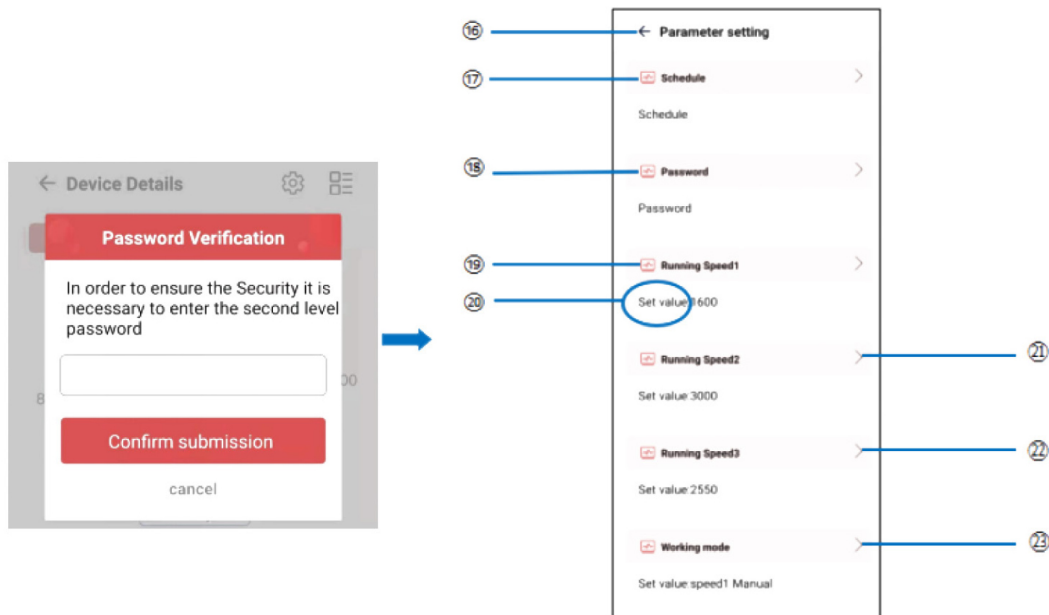 ← Device Details
Password Verification
In order to ensure the Security it is
necessary to enter the second level
password
8
00
Confirm submission
cancel
⑯
← Parameter setting
⑰
Schedule
Schedule
⑱
Password
Password
⑲
Running Speed1
⑳
Set value 1600
Running Speed2
㉑
Set value 3000
Running Speed3
㉒
Set value 2550
Working mode
㉓
Set value speed1 Manual